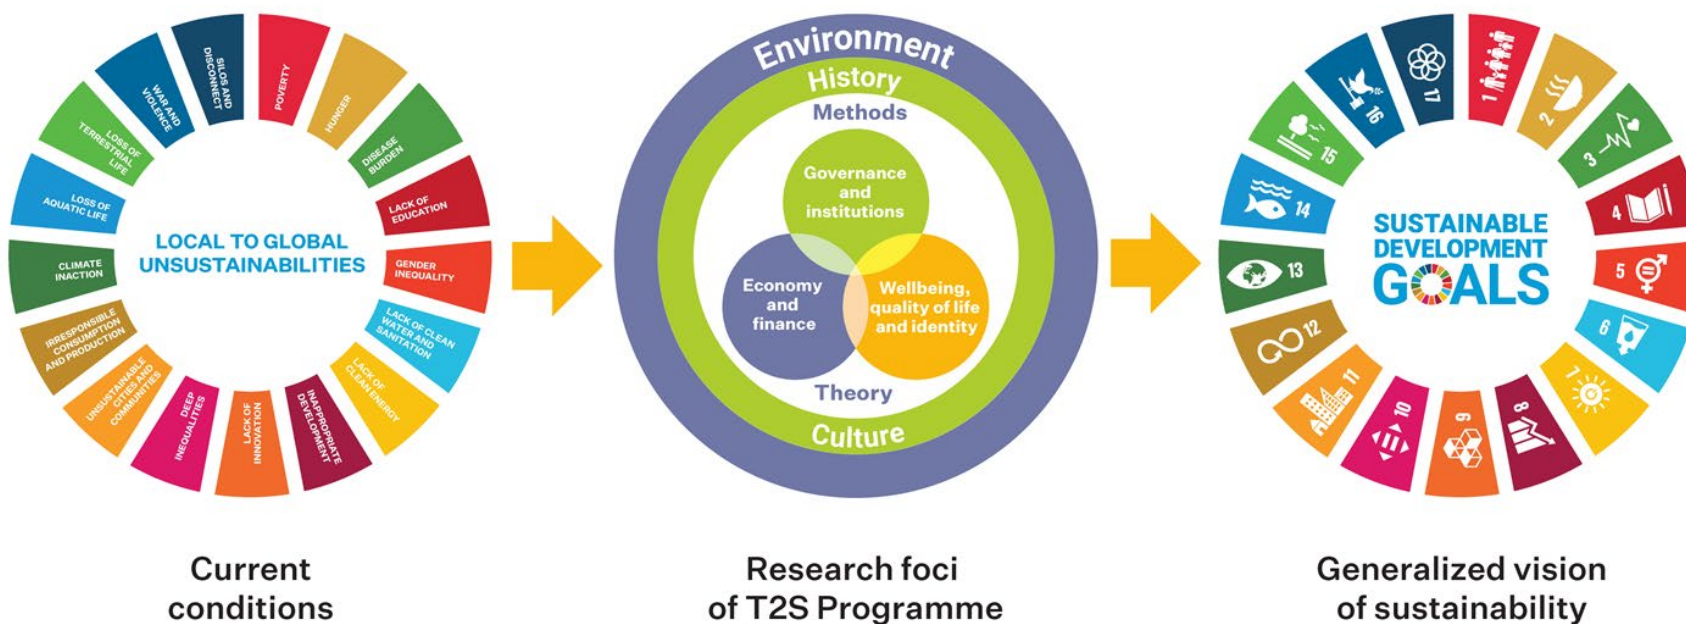 POVERTY
HUNGER
DISEASE
BURDEN
LACK OF
EDUCATION
GENDER
INEQUALITY
LACK OF CLEAN
WATER AND
SANITATION
LACK OF
CLEAN ENERGY
INAPPROPRIATE
DEVELOPMENT
LACK OF
INNOVATION
DEEP
INEQUALITIES
UNSUSTAINABLE
CITIES AND
COMMUNITIES
IRRESPONSIBLE
CONSUMPTION
AND PRODUCTION
CLIMATE
INACTION
LOSS OF
AQUATIC LIFE
LOSS OF
TERRESTRIAL
LIFE
WAR AND
VIOLENCE
SILOS AND
DISCONNECT
LOCAL TO GLOBAL
UNSUSTAINABILITIES
Current
conditions
Environment
History
Methods
Governance
and
institutions
Economy
and
finance
Wellbeing,
quality of life
and identity
Theory
Culture
Research foci
of T2S Programme
1
2
3
4
5
6
7
8
9
10
11
12
13
14
15
16
17
SUSTAINABLE
DEVELOPMENT
GOALS
Generalized vision
of sustainability